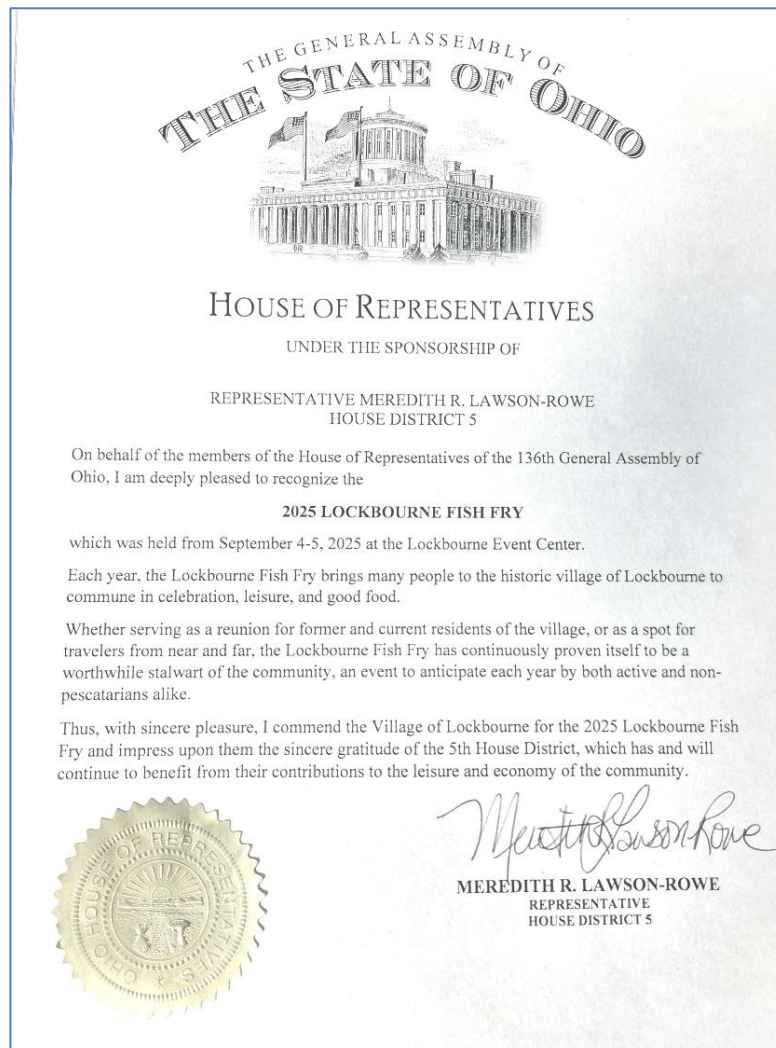 THE GENERAL ASSEMBLY OF
THE STATE OF OHIO
HOUSE OF REPRESENTATIVES
UNDER THE SPONSORSHIP OF
REPRESENTATIVE MEREDITH R. LAWSON-ROWE
HOUSE DISTRICT 5
On behalf of the members of the House of Representatives of the 136th General Assembly of
Ohio, I am deeply pleased to recognize the
2025 LOCKBOURNE FISH FRY
which was held from September 4-5, 2025 at the Lockbourne Event Center.
Each year, the Lockbourne Fish Fry brings many people to the historic village of Lockbourne to
commune in celebration, leisure, and good food.
Whether serving as a reunion for former and current residents of the village, or as a spot for
travelers from near and far, the Lockbourne Fish Fry has continuously proven itself to be a
worthwhile stalwart of the community, an event to anticipate each year by both active and non-
pescatarians alike.
Thus, with sincere pleasure, I commend the Village of Lockbourne for the 2025 Lockbourne Fish
Fry and impress upon them the sincere gratitude of the 5th House District, which has and will
continue to benefit from their contributions to the leisure and economy of the community.
Meredith R Lawson-Rowe
MEREDITH R. LAWSON-ROWE
REPRESENTATIVE
HOUSE DISTRICT 5
OHIO HOUSE OF REPRESENTATIVES